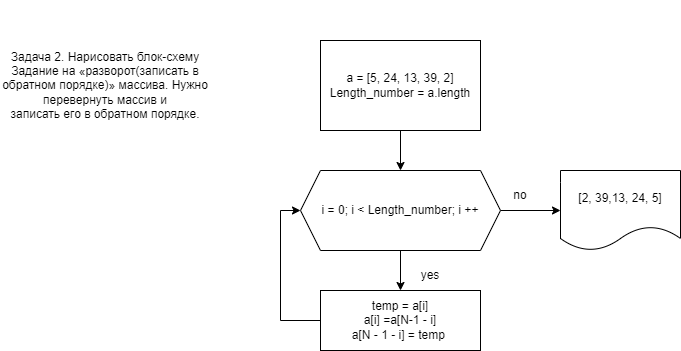 Задача 2. Нарисовать блок-схему
Задание на «разворот(записать в
обратном порядке)» массива. Нужно
перевернуть массив и
записать его в обратном порядке.
a = [5, 24, 13, 39, 2]
Length_number = a.length
i = 0; i < Length_number; i ++
no
[2, 39,13, 24, 5]
yes
temp = a[i]
a[i] =a[N-1 - i]
a[N - 1 - i] = temp